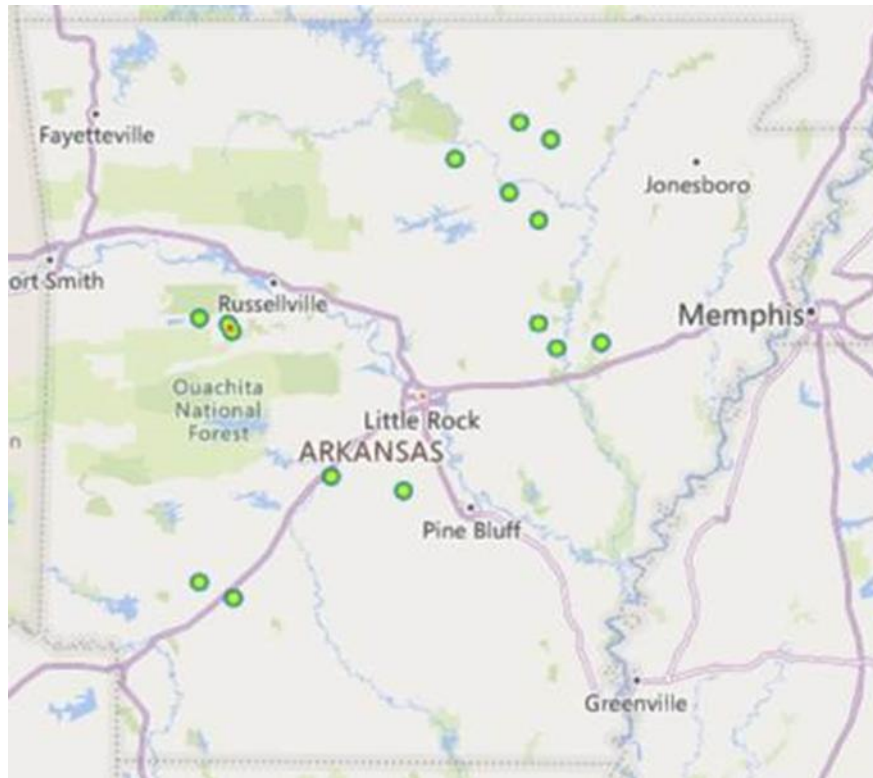 Fayetteville
Jonesboro
ort Smith
Russellville
Memphis
Ouachita
National
Forest
Little Rock
n
ARKANSAS
Pine Bluff
Greenville